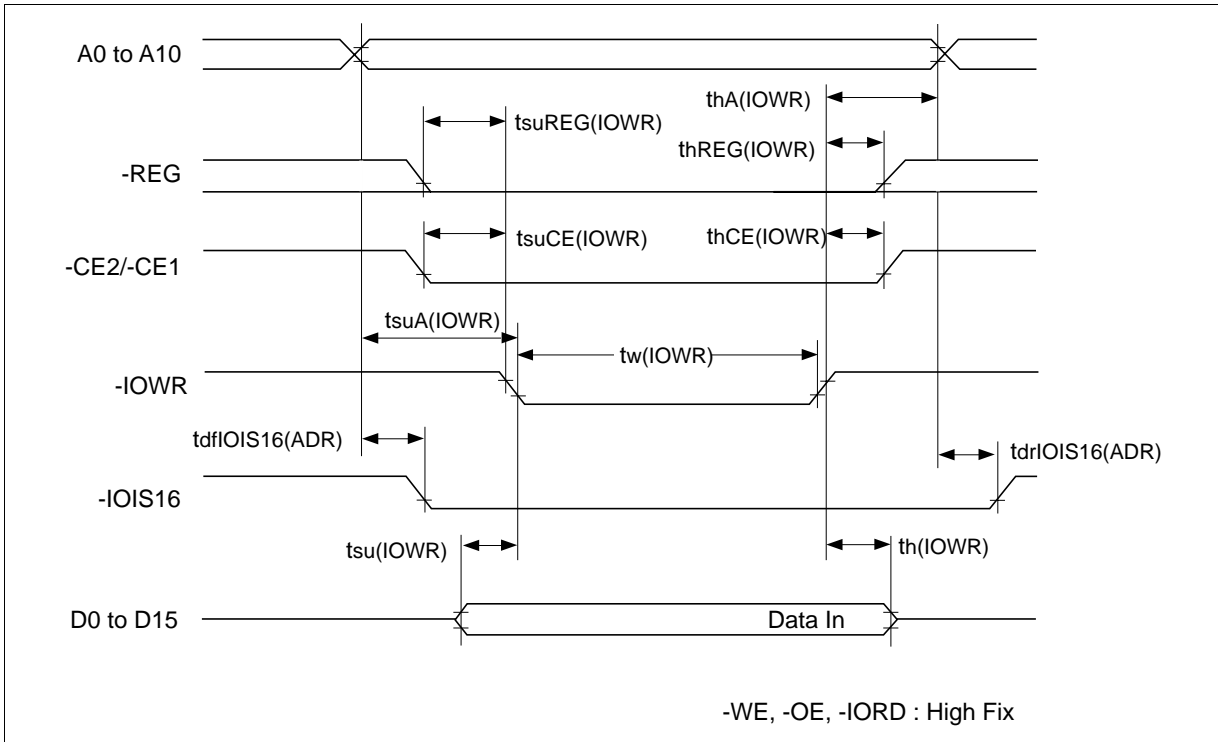 A0 to A10
thA(IOWR)
tsuREG(IOWR)
thREG(IOWR)
-REG
tsuCE(IOWR)
thCE(IOWR)
-CE2/-CE1
tsuA(IOWR)
tw(IOWR)
-IOWR
tdfIOIS16(ADR)
tdrIOIS16(ADR)
-IOIS16
tsu(IOWR)
th(IOWR)
D0 to D15
Data In
-WE, -OE, -IORD : High Fix